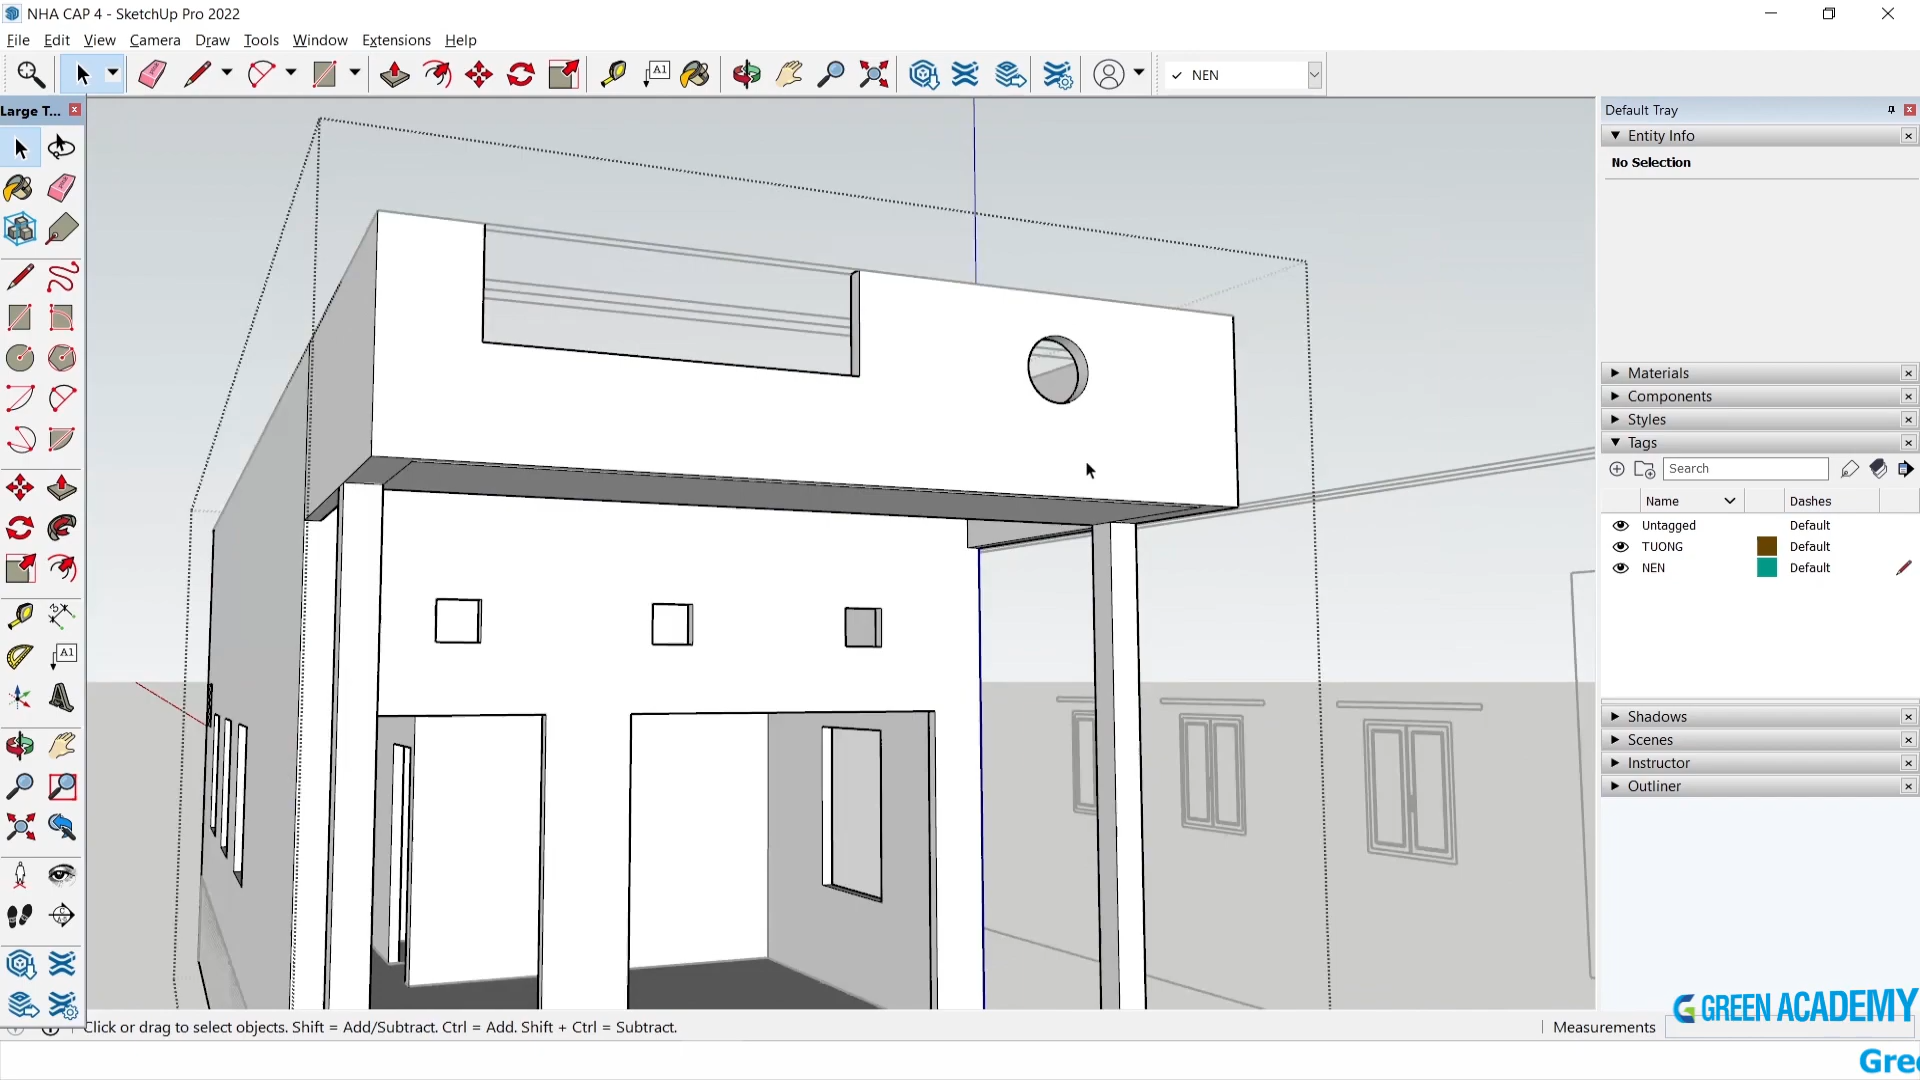 NHA CAP 4 - SketchUp Pro 2022
File Edit View Camera Draw Tools Window Extensions Help
A1 NEN
Large T...
Default Tray
Entity Info
No Selection
Materials
Components
Styles
Tags
Search
Name Dashes
Untagged Default
TUONG Default
NEN Default
A1
Shadows
Scenes
Instructor
Outliner
GREEN ACADEMY
Click or drag to select objects. Shift = Add/Subtract. Ctrl = Add. Shift + Ctrl = Subtract.
Measurements
Gree